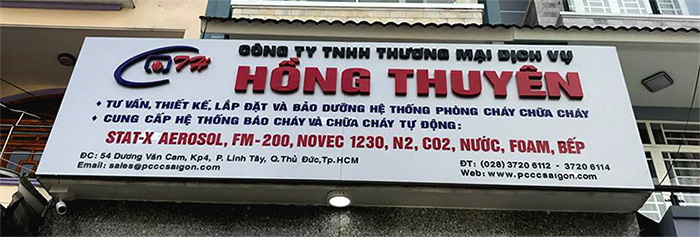 TH
CÔNG TY TNHH THƯƠNG MẠI DỊCH VỤ
HỒNG THUYÊN
• TƯ VẤN, THIẾT KẾ, LẮP ĐẶT VÀ BẢO DƯỠNG HỆ THỐNG PHÒNG CHÁY CHỮA CHÁY
• CUNG CẤP HỆ THỐNG BÁO CHÁY VÀ CHỮA CHÁY TỰ ĐỘNG:
STAT-X AEROSOL, FM-200, NOVEC 1230, N2, CO2, NƯỚC, FOAM, BẾP
ĐC: 54 Dương Văn Cam, Kp4, P. Linh Tây, Q.Thủ Đức,Tp.HCM
ĐT: (028) 3720 6112 - 3720 6114
Email: sales@pcccsaigon.com
Web: www.pcccsaigon.com